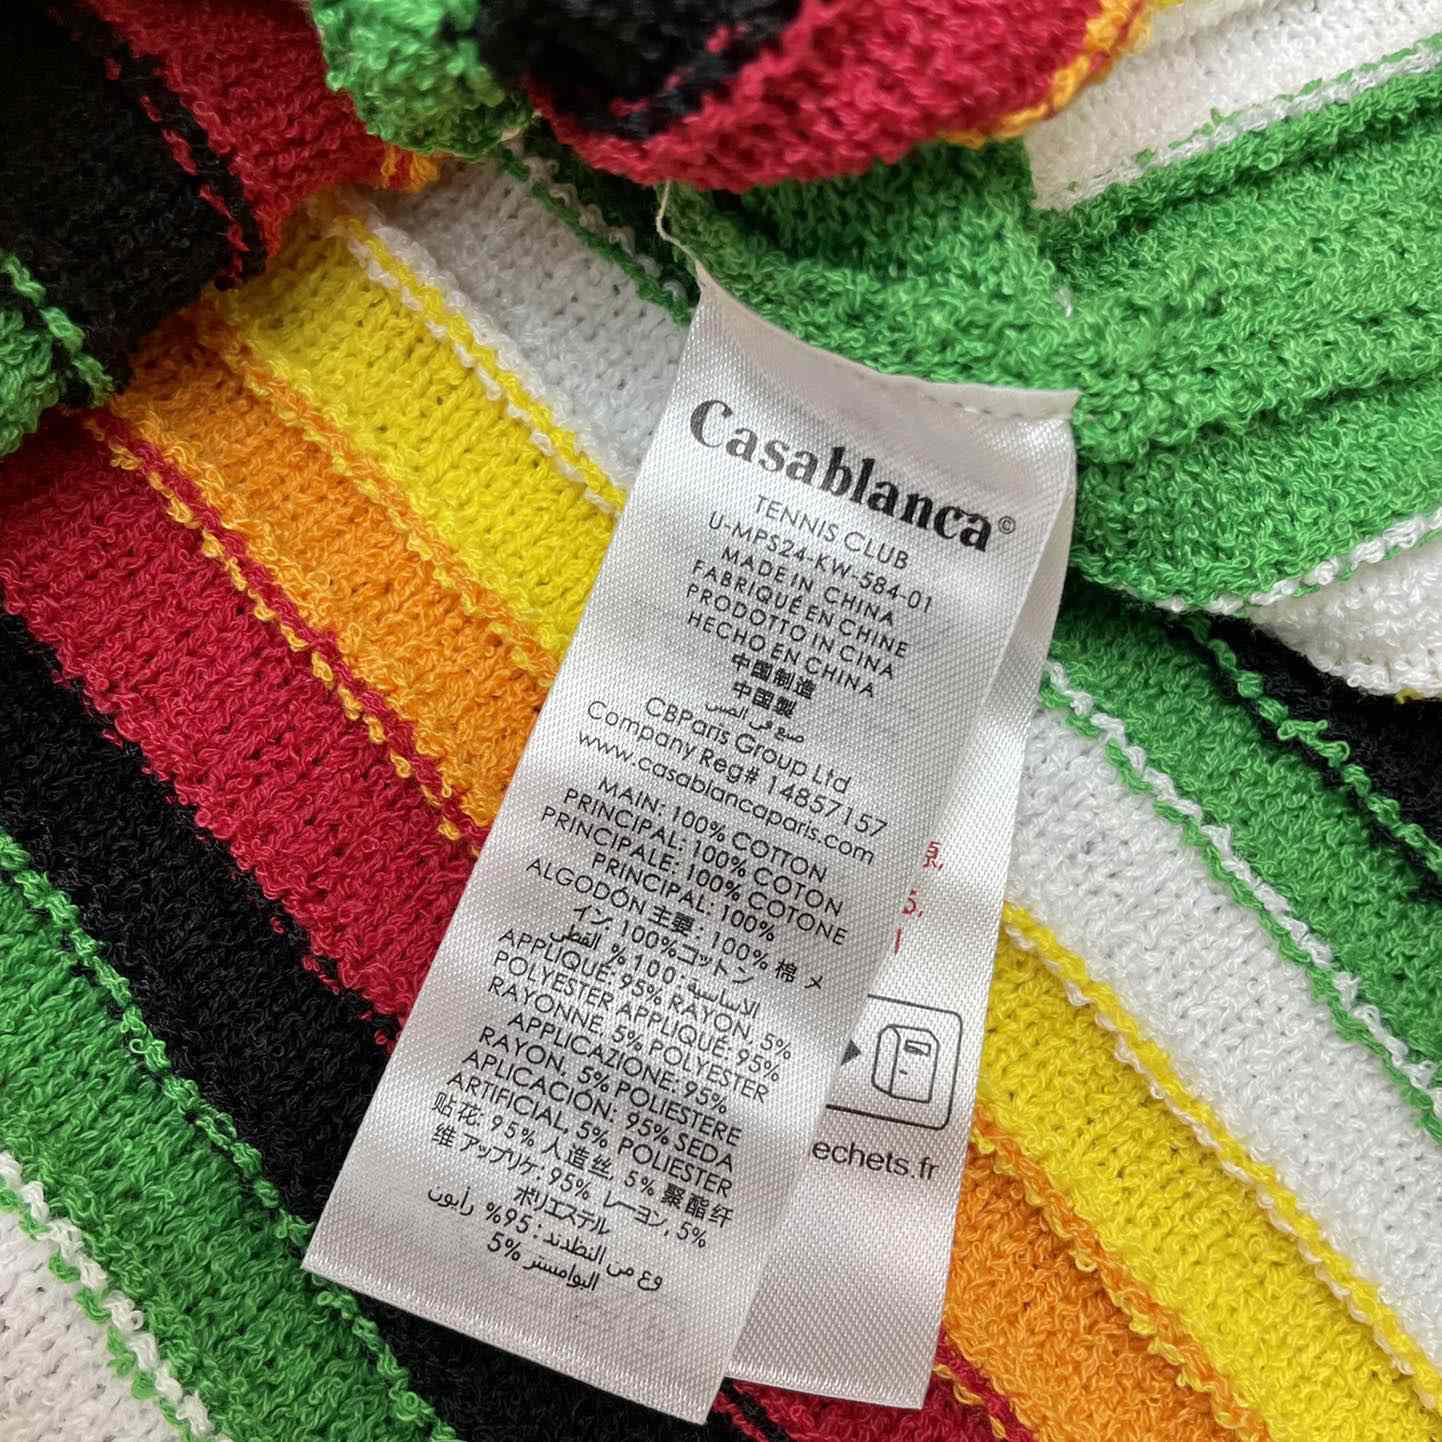 Casablanca©
TENNIS CLUB
U-MPS24-KW-584-01
MADE IN CHINA
FABRIQUÉ EN CHINE
PRODOTTO IN CINA
HECHO EN CHINA
中国制造
中国製
صنع في الصين
CBParis Group Ltd
Company Reg# 14857157
www.casablancaparis.com
MAIN: 100% COTTON
PRINCIPAL: 100% COTON
PRINCIPALE: 100% COTONE
PRINCIPAL: 100%
ALGODÓN 主要: 100% 棉 メ
イン: 100%コットン
الاساسية: 100% القطن
APPLIQUE: 95% RAYON, 5%
POLYESTER APPLIQUÉ: 95%
RAYONNE, 5% POLYESTER
APPLICAZIONE: 95%
RAYON, 5% POLIESTERE
APLICACIÓN: 95% SEDA
ARTIFICIAL, 5% POLIESTER
贴花: 95% 人造丝, 5% 聚酯纤
维 アップリケ: 95% レーヨン, 5%
ポリエステル
95% رايون
5%
echets.fr